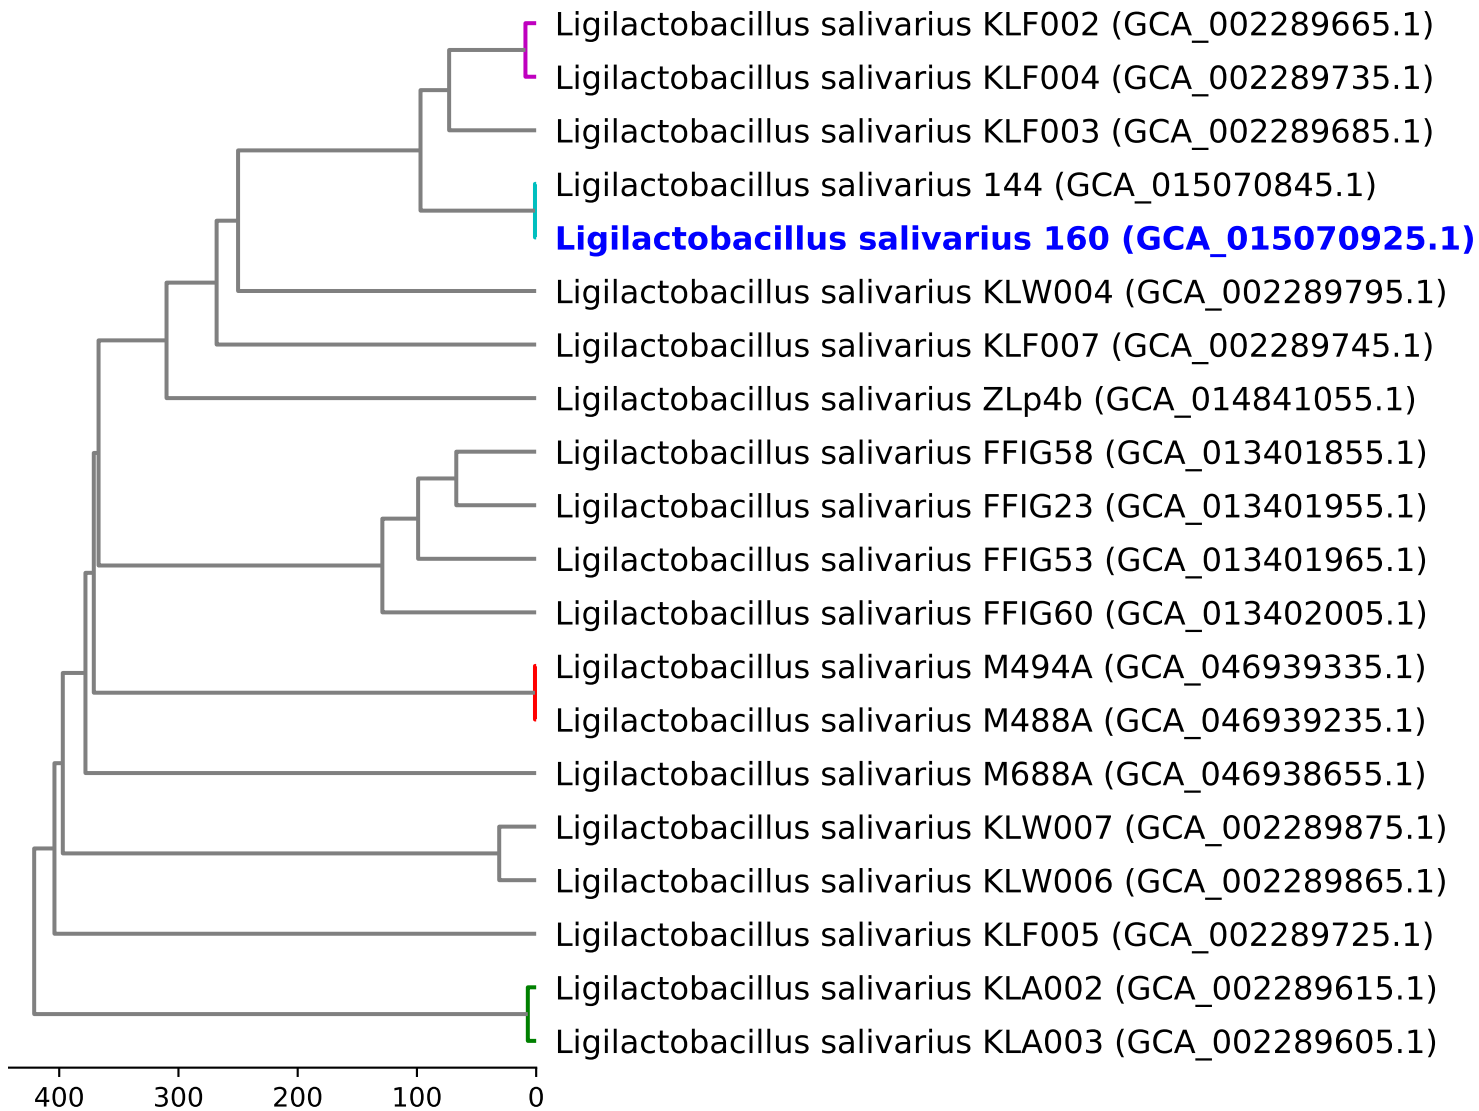 Ligilactobacillus salivarius KLF002 (GCA_002289665.1)
Ligilactobacillus salivarius KLF004 (GCA_002289735.1)
Ligilactobacillus salivarius KLF003 (GCA_002289685.1)
Ligilactobacillus salivarius 144 (GCA_015070845.1)
Ligilactobacillus salivarius 160 (GCA_015070925.1)
Ligilactobacillus salivarius KLW004 (GCA_002289795.1)
Ligilactobacillus salivarius KLF007 (GCA_002289745.1)
Ligilactobacillus salivarius ZLp4b (GCA_014841055.1)
Ligilactobacillus salivarius FFIG58 (GCA_013401855.1)
Ligilactobacillus salivarius FFIG23 (GCA_013401955.1)
Ligilactobacillus salivarius FFIG53 (GCA_013401965.1)
Ligilactobacillus salivarius FFIG60 (GCA_013402005.1)
Ligilactobacillus salivarius M494A (GCA_046939335.1)
Ligilactobacillus salivarius M488A (GCA_046939235.1)
Ligilactobacillus salivarius M688A (GCA_046938655.1)
Ligilactobacillus salivarius KLW007 (GCA_002289875.1)
Ligilactobacillus salivarius KLW006 (GCA_002289865.1)
Ligilactobacillus salivarius KLF005 (GCA_002289725.1)
Ligilactobacillus salivarius KLA002 (GCA_002289615.1)
Ligilactobacillus salivarius KLA003 (GCA_002289605.1)
400 300 200 100 0